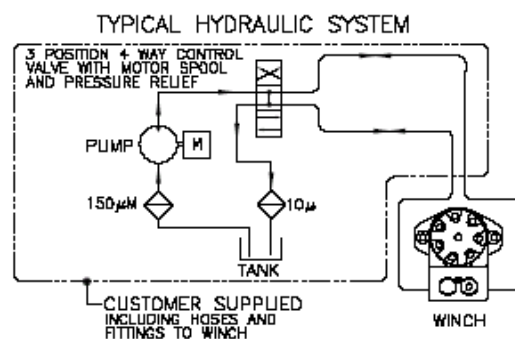 TYPICAL HYDRAULIC SYSTEM
3 POSITION 4 WAY CONTROL
VALVE WITH MOTOR SPOOL
AND PRESSURE RELIEF
PUMP
M
150µM
10µ
TANK
CUSTOMER SUPPLIED
INCLUDING HOSES AND
FITTINGS TO WINCH
WINCH